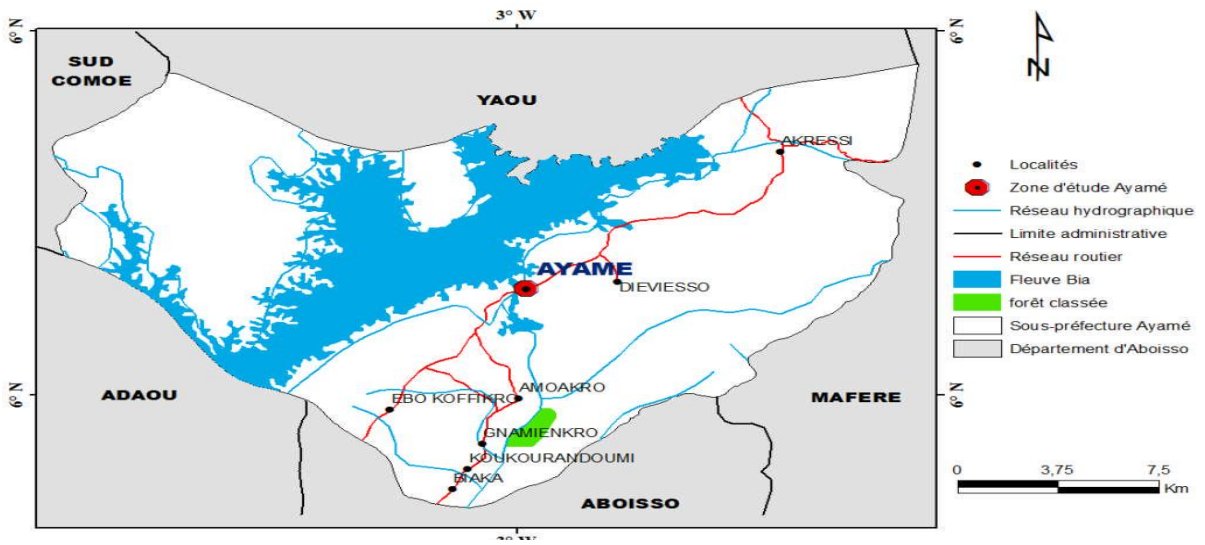 3° W
6° N
6° N
SUD
COMOE
YAOU
N
AKRESSI
AYAME
DIEVIESSO
ADAOU
6° N
6° N
EBO KOFFIKRO
AMOAKRO
MAFERE
GNAMIENKRO
KOUKOURANDOUMI
BIAKA
ABOISSO
3° W
Localités
Zone d'étude Ayamé
Réseau hydrographique
Limite administrative
Réseau routier
Fleuve Bia
forêt classée
Sous-préfecture Ayamé
Département d'Aboisso
0 3,75 7,5
Km